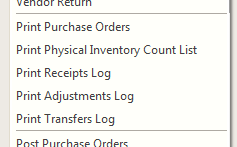 Vendor Return
Print Purchase Orders
Print Physical Inventory Count List
Print Receipts Log
Print Adjustments Log
Print Transfers Log
Post Purchase Orders